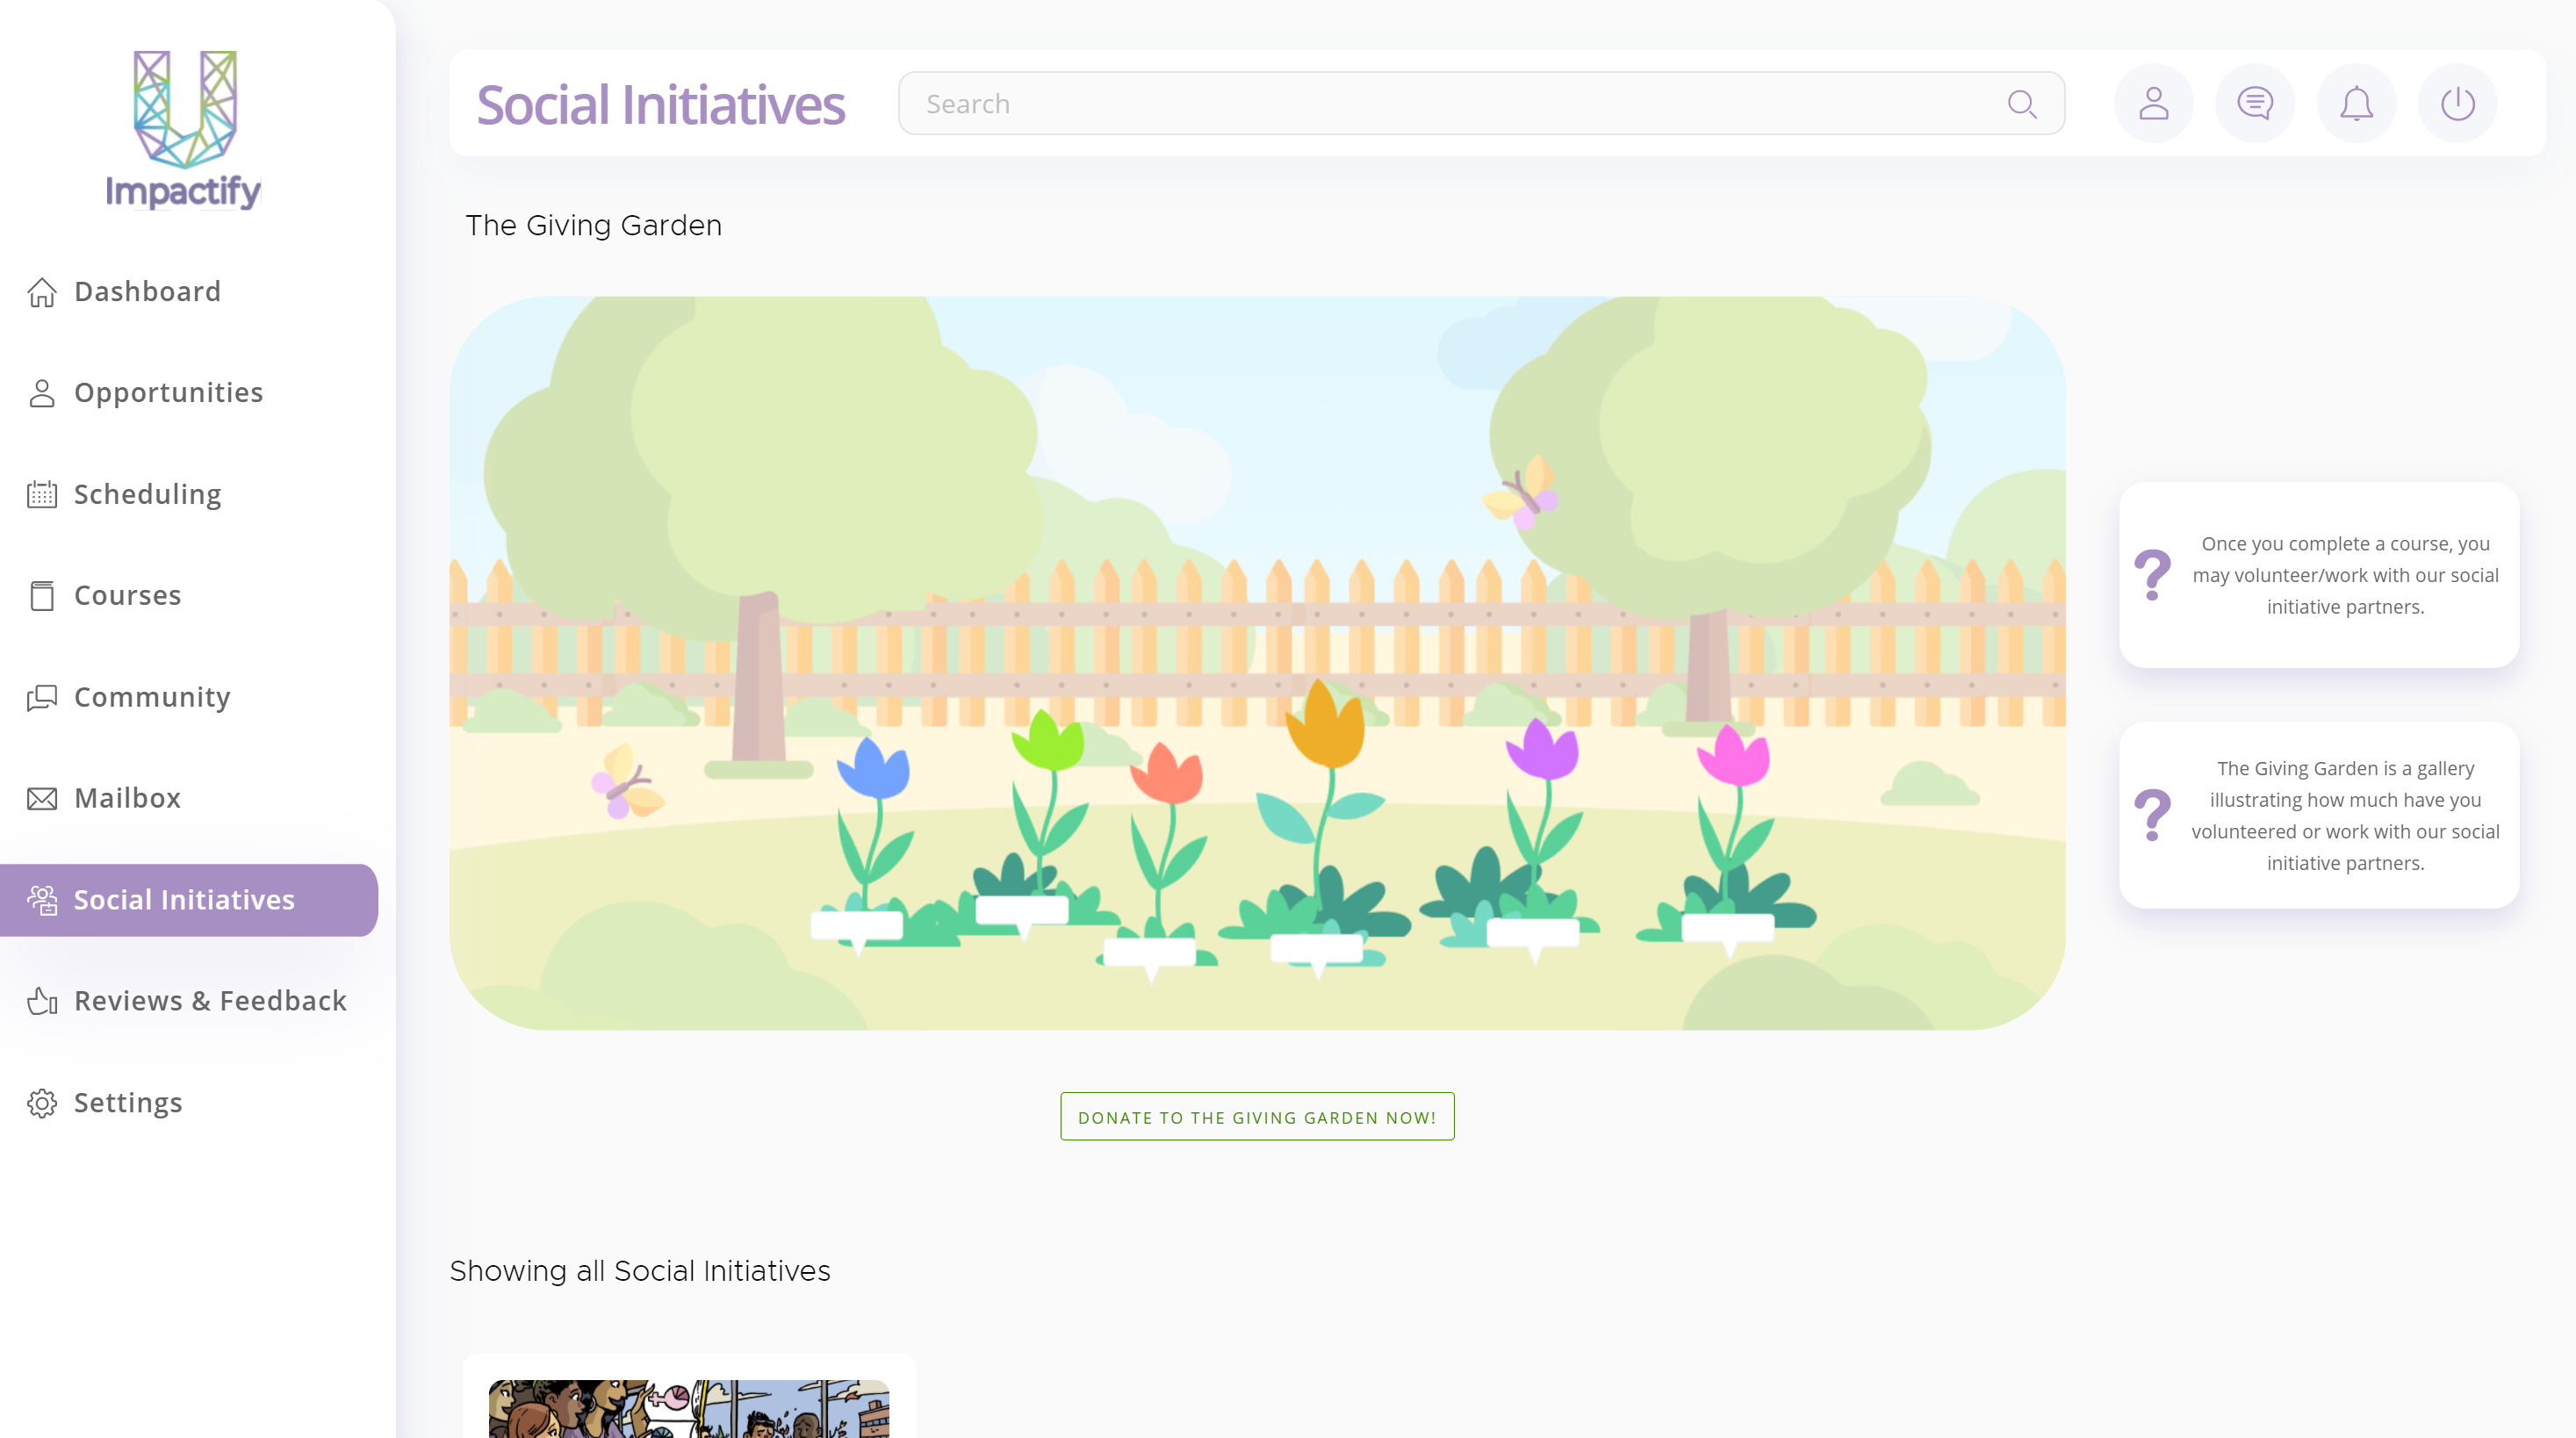 Impactify
Dashboard
Opportunities
Scheduling
Courses
Community
Mailbox
Social Initiatives
Reviews & Feedback
Settings
Social Initiatives
Search
The Giving Garden
Once you complete a course, you
may volunteer/work with our social
initiative partners.
The Giving Garden is a gallery
illustrating how much have you
volunteered or work with our social
initiative partners.
DONATE TO THE GIVING GARDEN NOW!
Showing all Social Initiatives